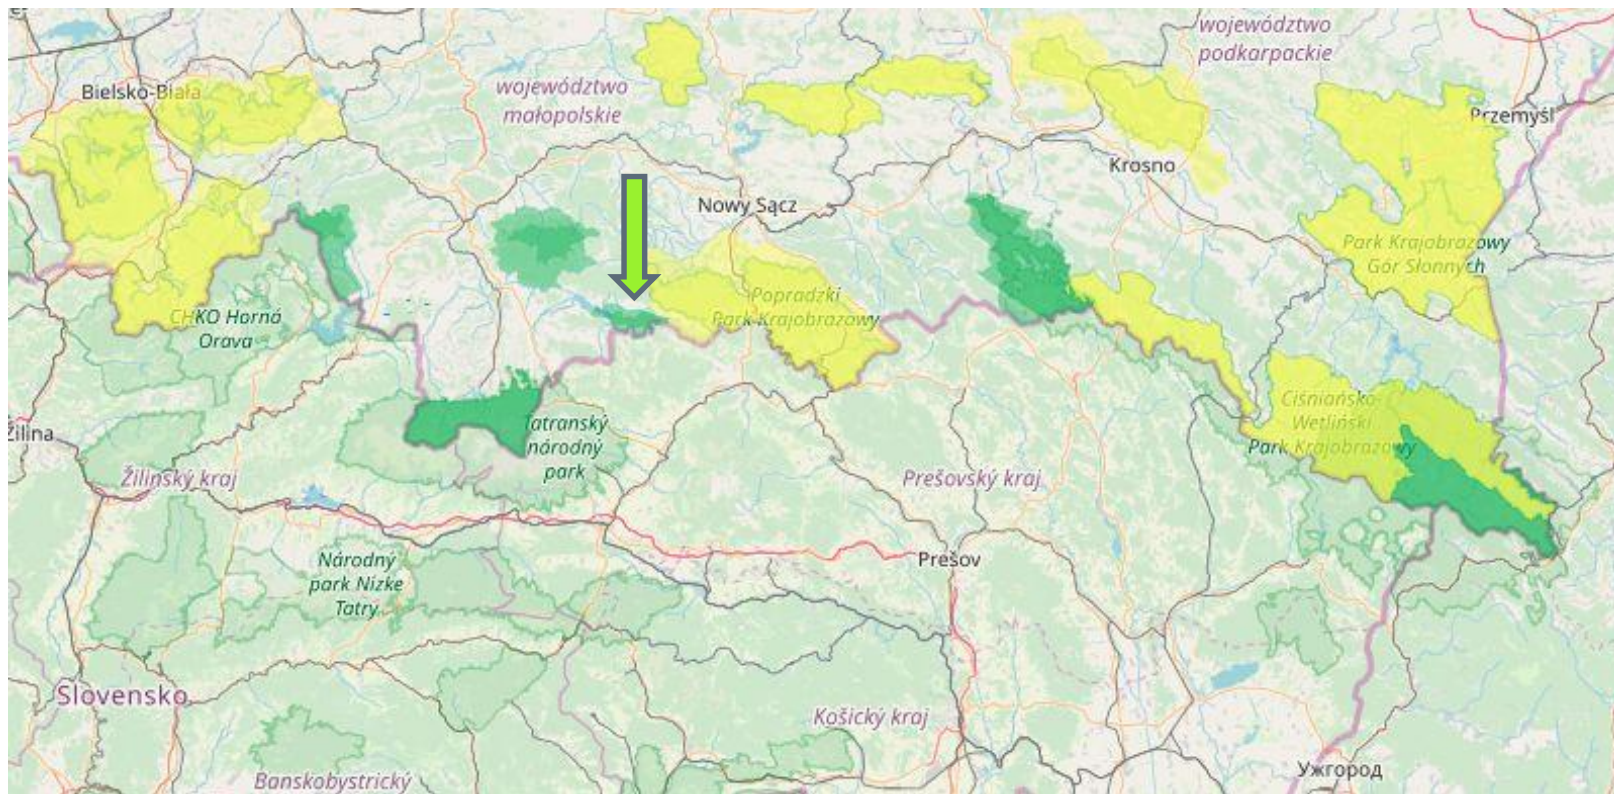 województwo
podkarpackie
Bielsko-Biała
województwo
małopolskie
Przemyśl
Krosno
Nowy Sącz
Park Krajobrazowy
Gór Słonnych
Popradzki
Park Krajobrazowy
CHKO Horná
Orava
Ciśniańsko-
Wetliński
Park Krajobrazowy
Tatranský
národný
park
Žilina
Žilinský kraj
Prešovský kraj
Národný
park Nízke
Tatry
Prešov
Slovensko
Košický kraj
Ужгород
Banskobystrický